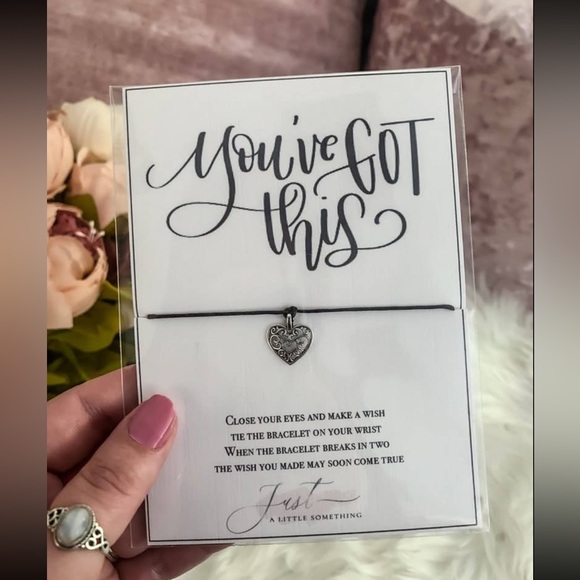 You've GOT
this
CLOSE YOUR EYES AND MAKE A WISH
TIE THE BRACELET ON YOUR WRIST
WHEN THE BRACELET BREAKS IN TWO
THE WISH YOU MADE MAY SOON COME TRUE
Just
A LITTLE SOMETHING